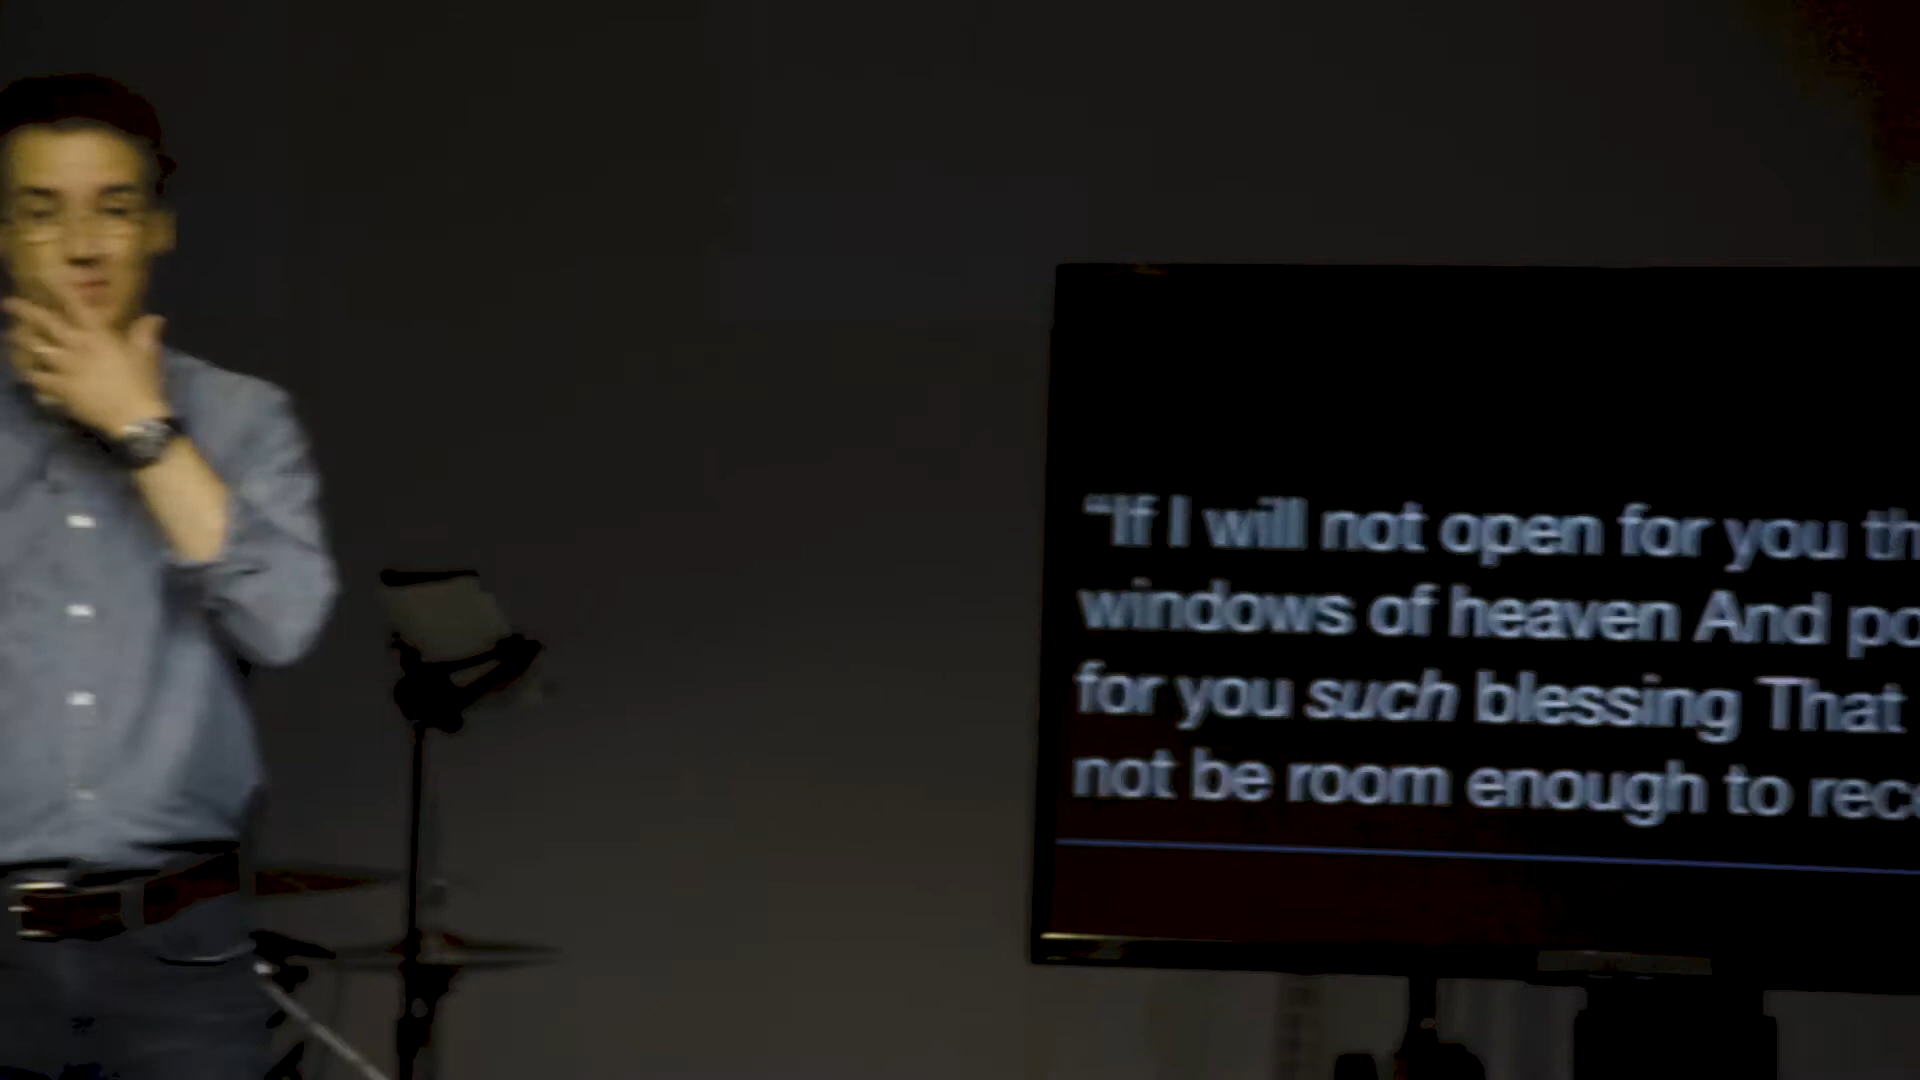 “If I will not open for you th
windows of heaven And po
for you such blessing That
not be room enough to rec